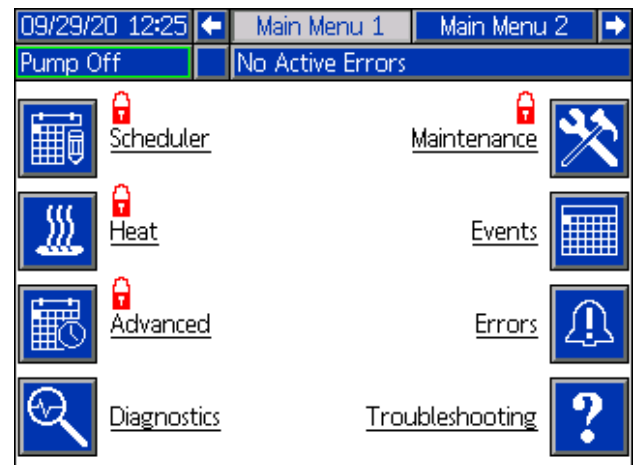 09/29/20 12:25 Main Menu 1 Main Menu 2
Pump Off No Active Errors
Scheduler Maintenance
Heat Events
Advanced Errors
Diagnostics Troubleshooting